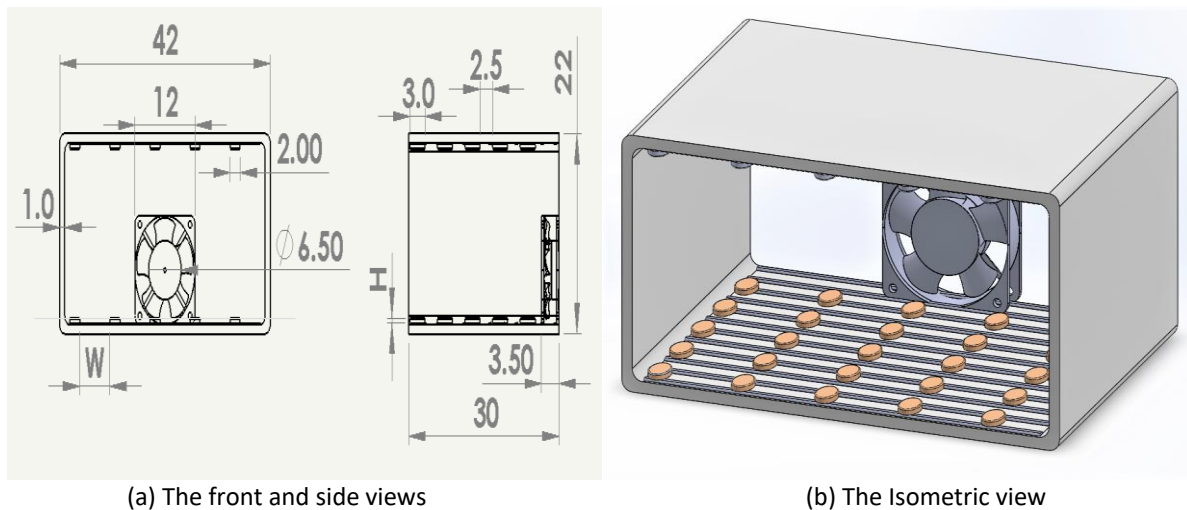 42
12
2.00
1.0
∅6.50
W
2.5
3.0
22
H
3.50
30
(a) The front and side views
(b) The Isometric view